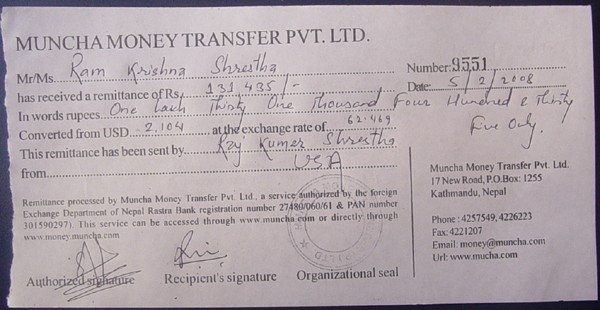 MUNCHA MONEY TRANSFER PVT. LTD.
Mr/Ms. Ram Krishna Shrestha
Number: 9551
has received a remittance of Rs. 131,435/-
Date: 5/2/2008
In words rupees One Lach Thirty One Thousand Four Hundred & Thirty
Five Only.
Converted from USD 2,104 at the exchange rate of 62.469
This remittance has been sent by Raj Kumar Shrestha
from USA
Remittance processed by Muncha Money Transfer Pvt. Ltd., a service authorized by the foreign
Exchange Department of Nepal Rastra Bank registration number 27480/060/61 & PAN number
301590297). This service can be accessed through www.muncha.com or directly through
www.money.muncha.com
Authorized signature
Recipient's signature
Organizational seal
Muncha Money Transfer Pvt. Ltd.
17 New Road, P.O.Box: 1255
Kathmandu, Nepal
Phone: 4257549, 4226223
Fax: 4221207
Email: money@muncha.com
Url: www.mucha.com